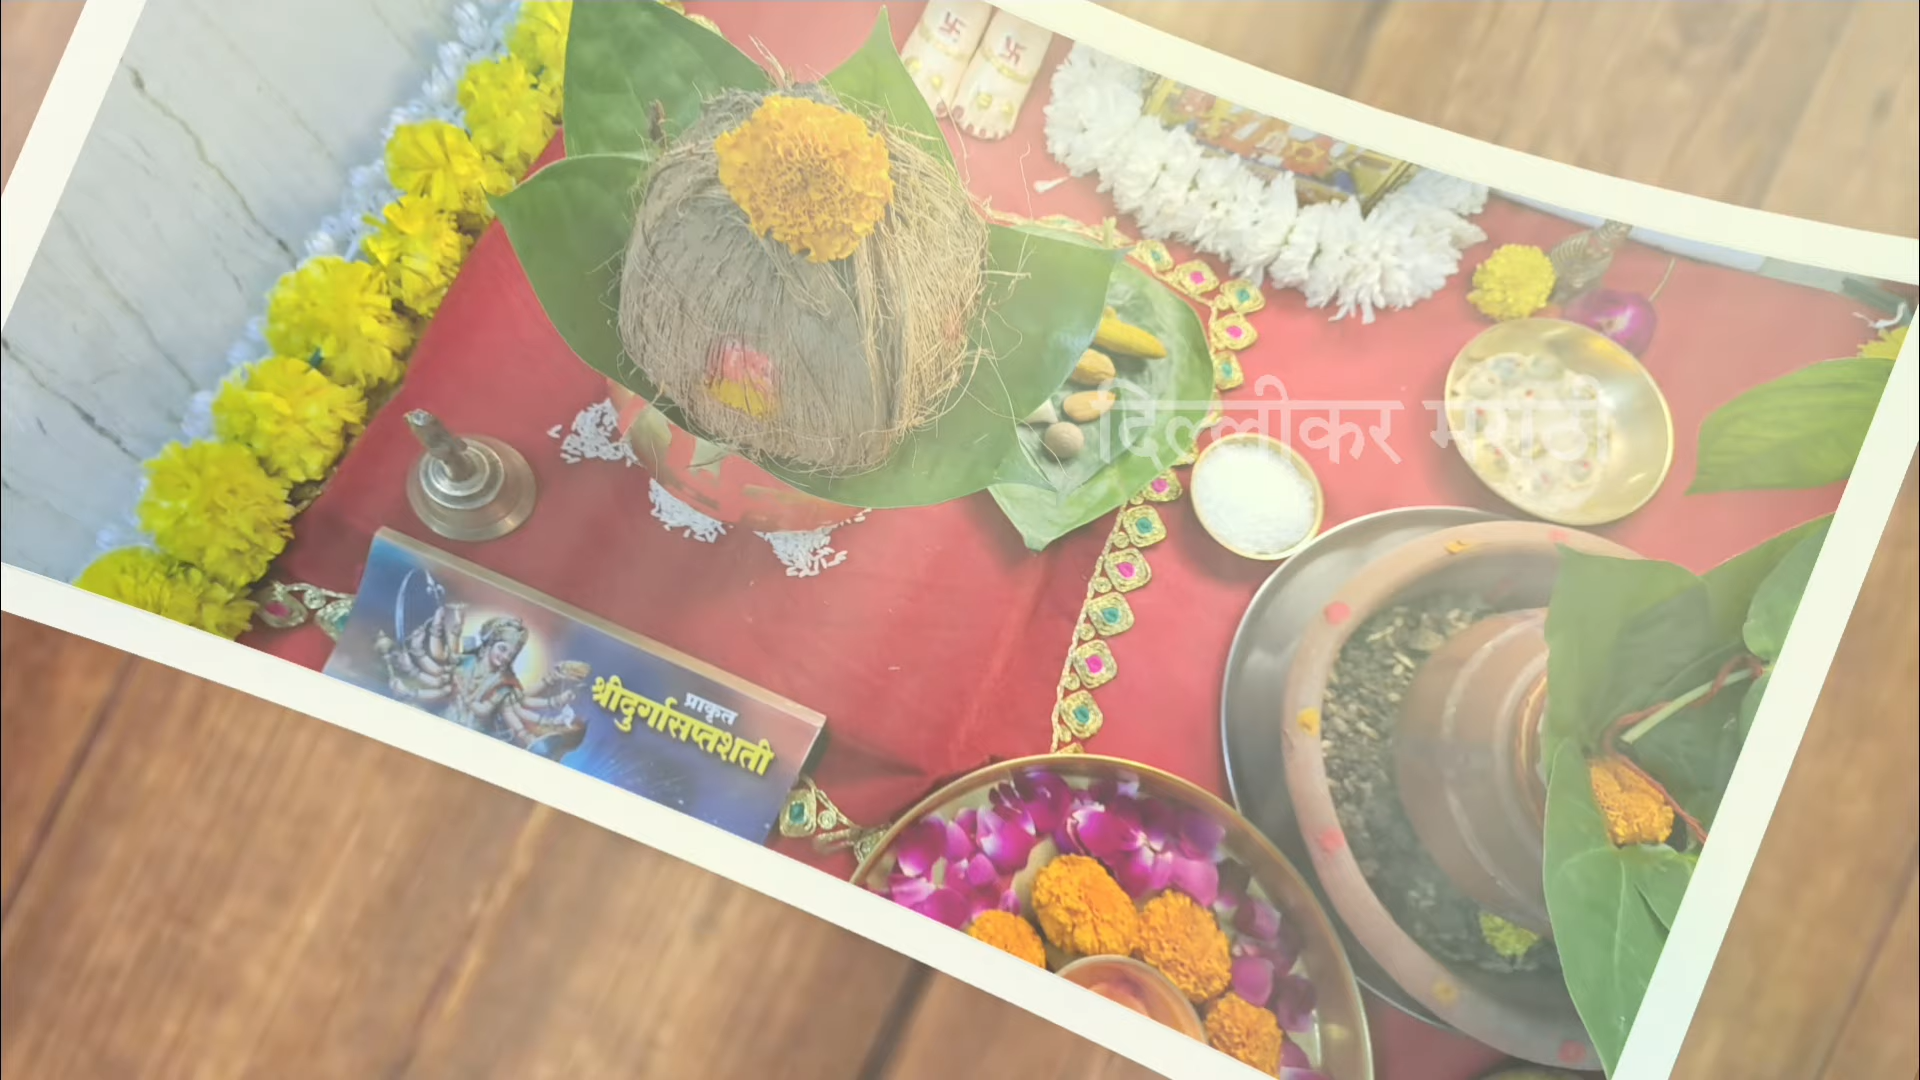 दिल्लीकर मराठी
प्राकृत
श्रीदुर्गासप्तशती